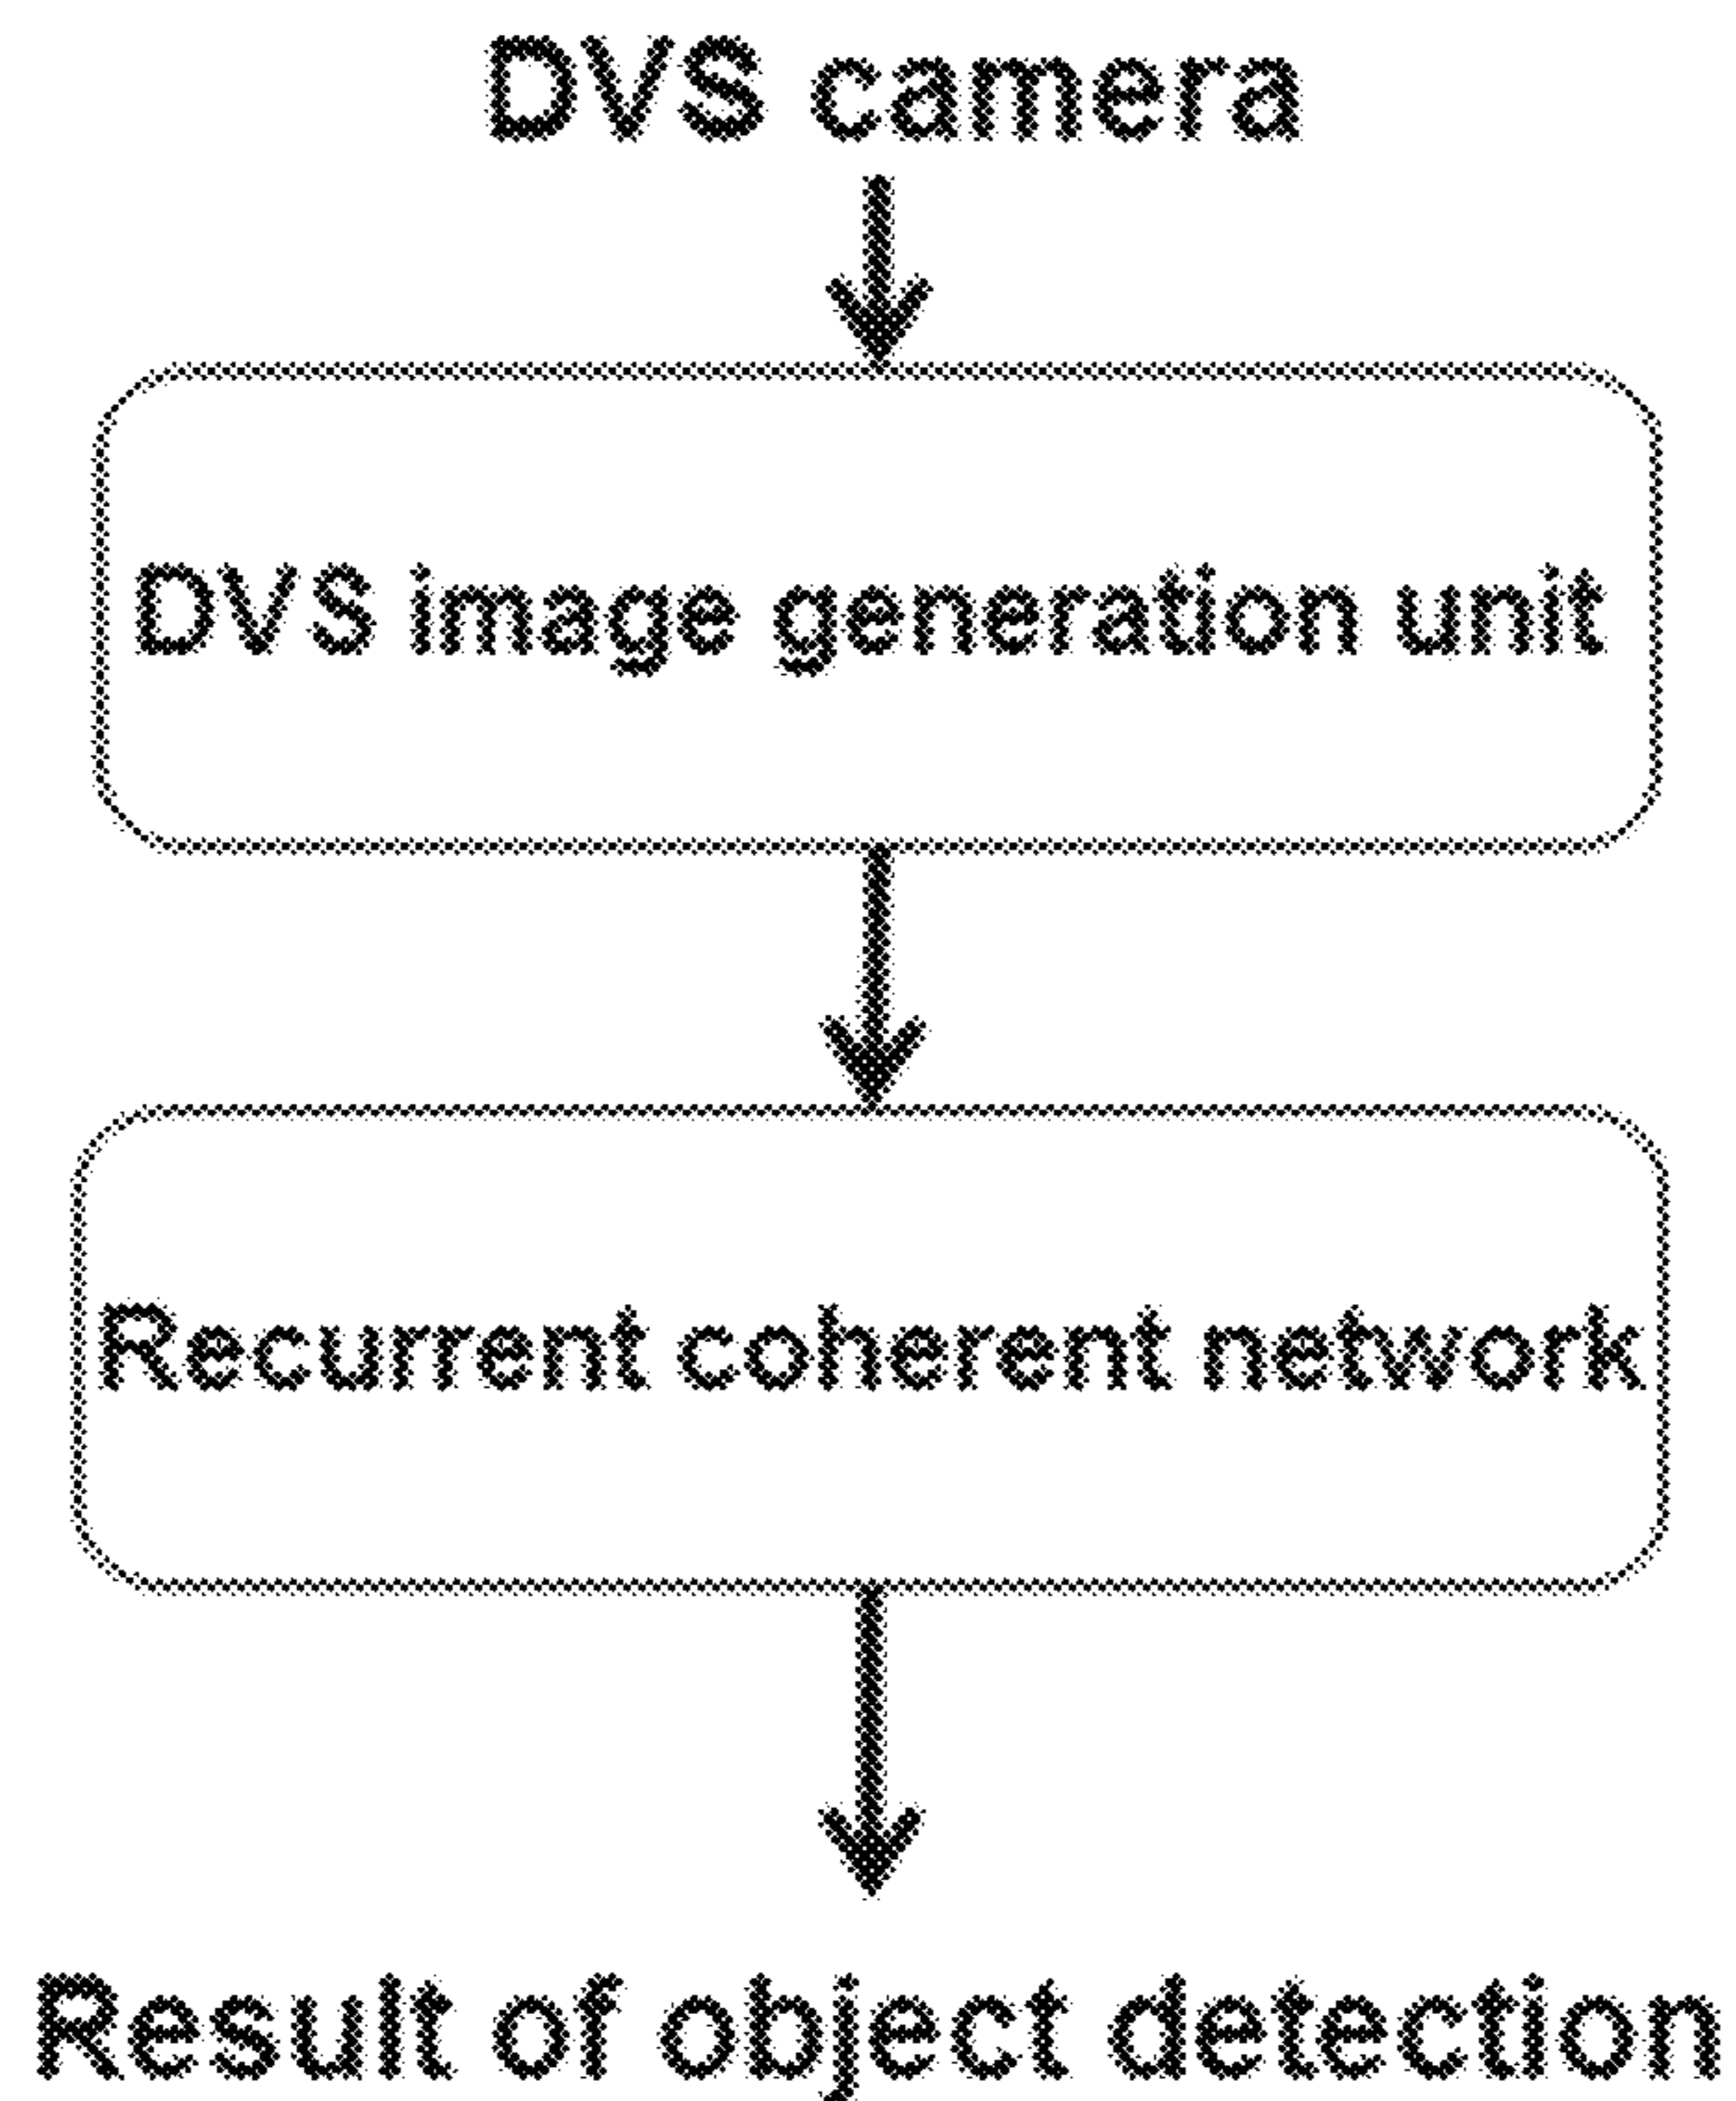 DVS camera
DVS image generation unit
Recurrent coherent network
Result of object detection